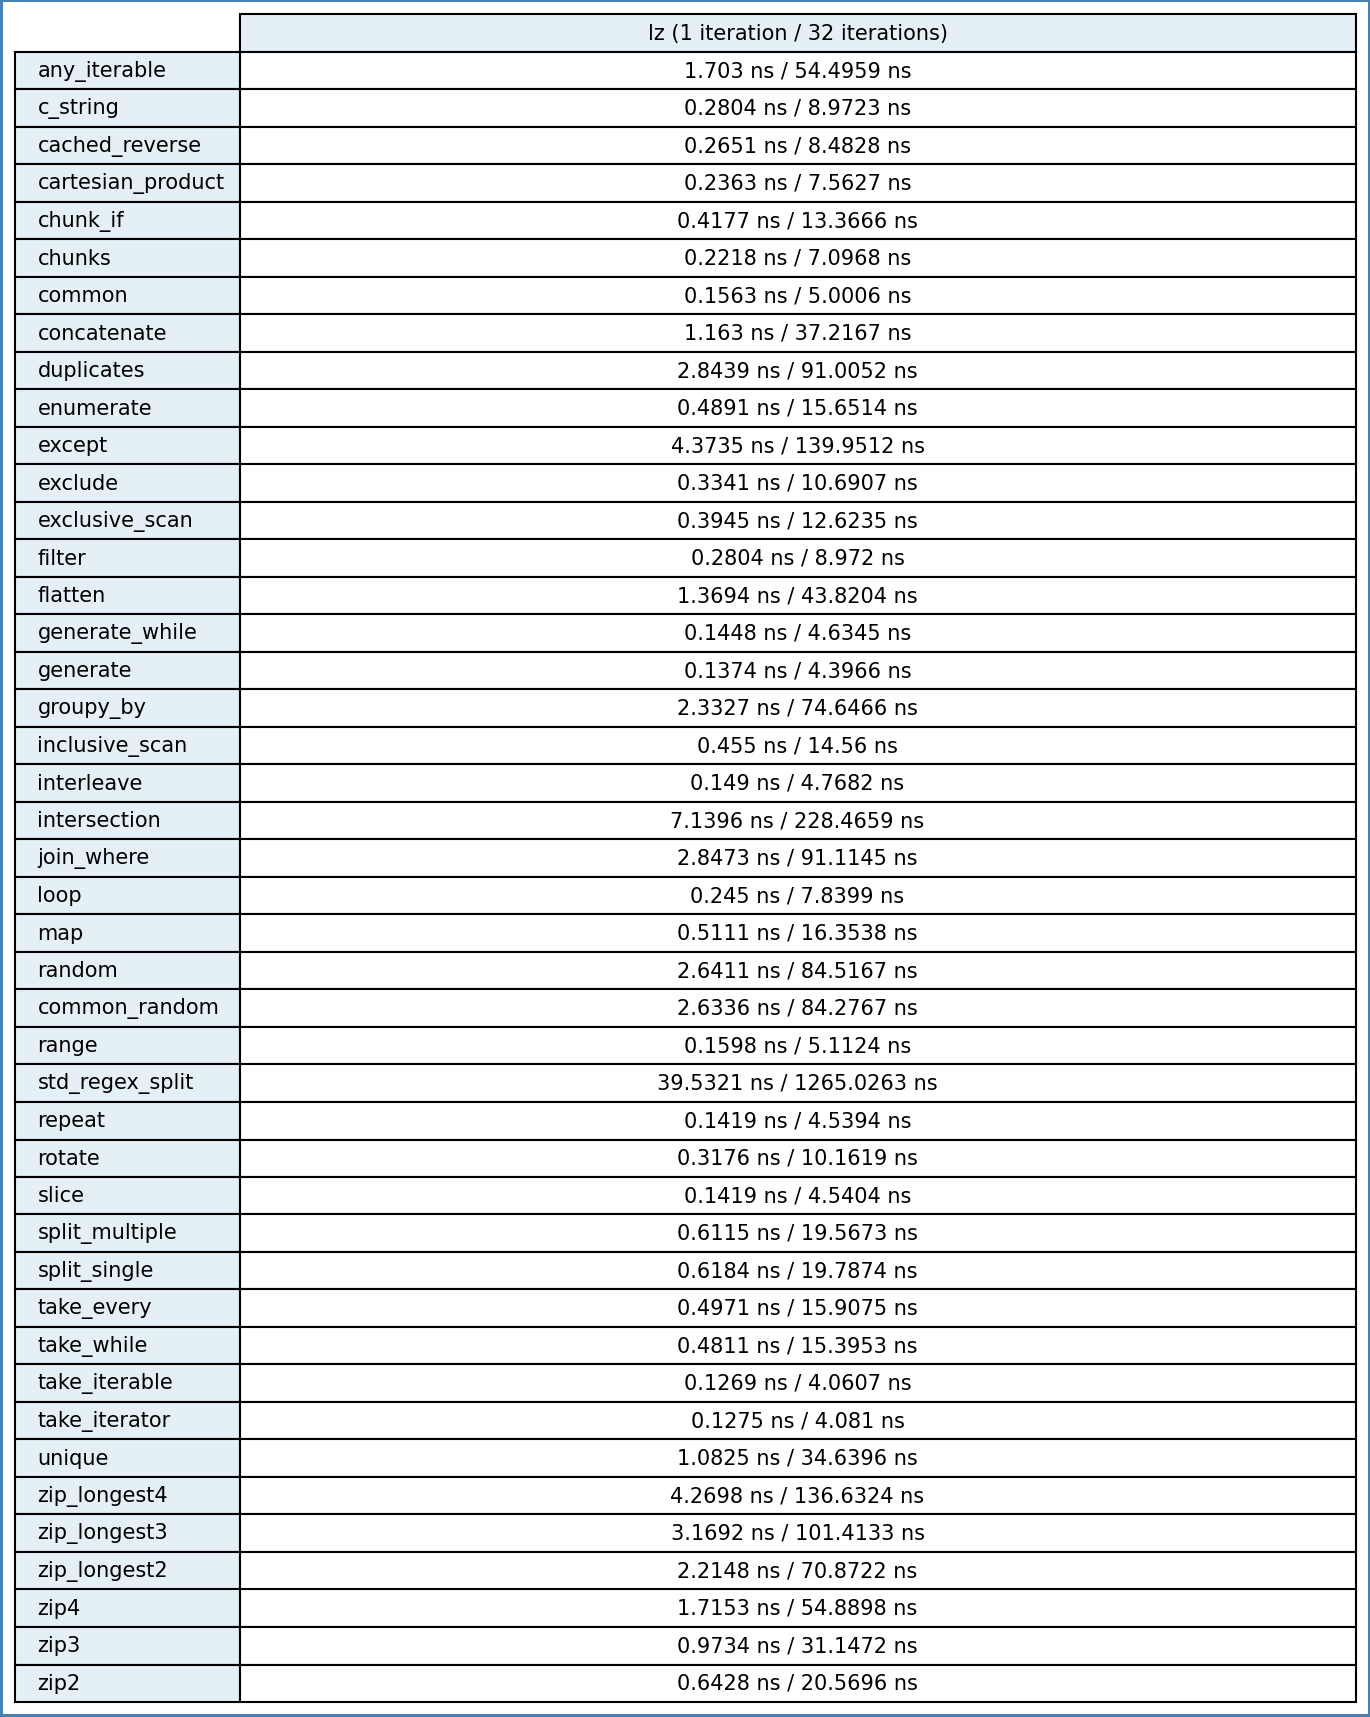 lz (1 iteration / 32 iterations)
any_iterable 1.703 ns / 54.4959 ns
c_string 0.2804 ns / 8.9723 ns
cached_reverse 0.2651 ns / 8.4828 ns
cartesian_product 0.2363 ns / 7.5627 ns
chunk_if 0.4177 ns / 13.3666 ns
chunks 0.2218 ns / 7.0968 ns
common 0.1563 ns / 5.0006 ns
concatenate 1.163 ns / 37.2167 ns
duplicates 2.8439 ns / 91.0052 ns
enumerate 0.4891 ns / 15.6514 ns
except 4.3735 ns / 139.9512 ns
exclude 0.3341 ns / 10.6907 ns
exclusive_scan 0.3945 ns / 12.6235 ns
filter 0.2804 ns / 8.972 ns
flatten 1.3694 ns / 43.8204 ns
generate_while 0.1448 ns / 4.6345 ns
generate 0.1374 ns / 4.3966 ns
groupy_by 2.3327 ns / 74.6466 ns
inclusive_scan 0.455 ns / 14.56 ns
interleave 0.149 ns / 4.7682 ns
intersection 7.1396 ns / 228.4659 ns
join_where 2.8473 ns / 91.1145 ns
loop 0.245 ns / 7.8399 ns
map 0.5111 ns / 16.3538 ns
random 2.6411 ns / 84.5167 ns
common_random 2.6336 ns / 84.2767 ns
range 0.1598 ns / 5.1124 ns
std_regex_split 39.5321 ns / 1265.0263 ns
repeat 0.1419 ns / 4.5394 ns
rotate 0.3176 ns / 10.1619 ns
slice 0.1419 ns / 4.5404 ns
split_multiple 0.6115 ns / 19.5673 ns
split_single 0.6184 ns / 19.7874 ns
take_every 0.4971 ns / 15.9075 ns
take_while 0.4811 ns / 15.3953 ns
take_iterable 0.1269 ns / 4.0607 ns
take_iterator 0.1275 ns / 4.081 ns
unique 1.0825 ns / 34.6396 ns
zip_longest4 4.2698 ns / 136.6324 ns
zip_longest3 3.1692 ns / 101.4133 ns
zip_longest2 2.2148 ns / 70.8722 ns
zip4 1.7153 ns / 54.8898 ns
zip3 0.9734 ns / 31.1472 ns
zip2 0.6428 ns / 20.5696 ns